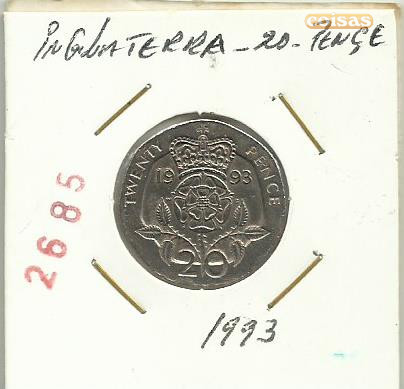 coisas
INGLATERRA - 20 - PENCE
TWENTY PENCE
19 93
20
2685
1993